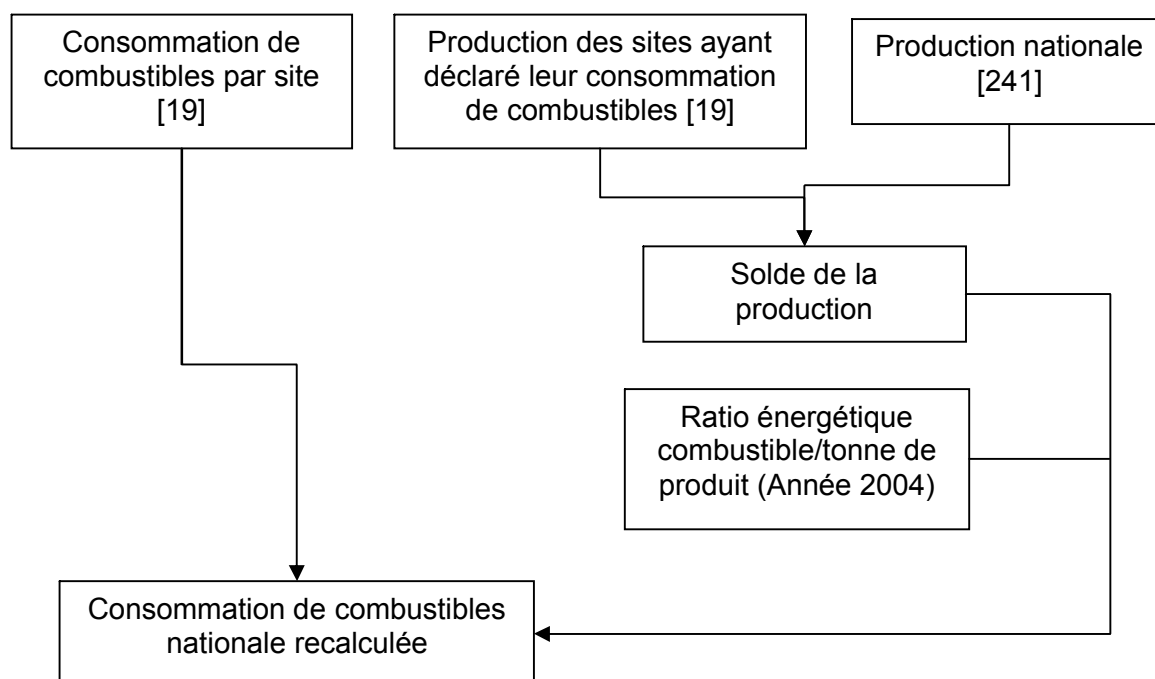 Consommation de
combustibles par site
[19]
Production des sites ayant
déclaré leur consommation
de combustibles [19]
Production nationale
[241]
Solde de la
production
Ratio énergétique
combustible/tonne de
produit (Année 2004)
Consommation de combustibles
nationale recalculée